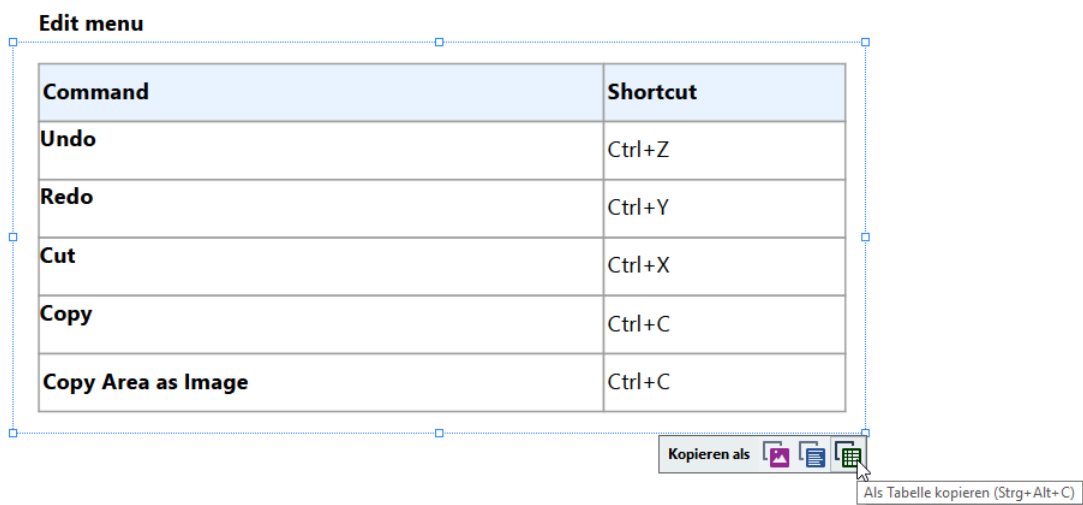 Edit menu
Command Shortcut
Undo Ctrl+Z
Redo Ctrl+Y
Cut Ctrl+X
Copy Ctrl+C
Copy Area as Image Ctrl+C
Kopieren als
Als Tabelle kopieren (Strg+Alt+C)